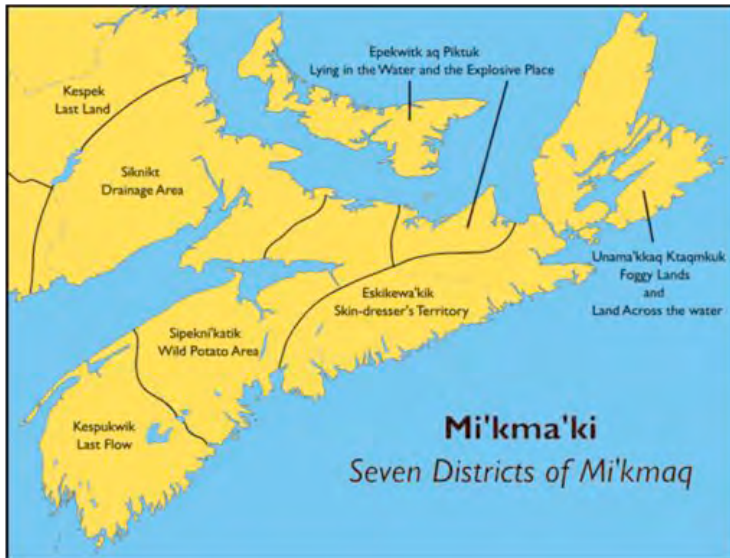 Epekwitk aq Piktuk
Lying in the Water and the Explosive Place
Kespek
Last Land
Siknikt
Drainage Area
Unama'kkaq Ktaqmkuk
Foggy Lands
and
Land Across the water
Eskikewa'kik
Skin-dresser's Territory
Sipekni'katik
Wild Potato Area
Kespukwik
Last Flow
Mi'kma'ki
Seven Districts of Mi'kmaq